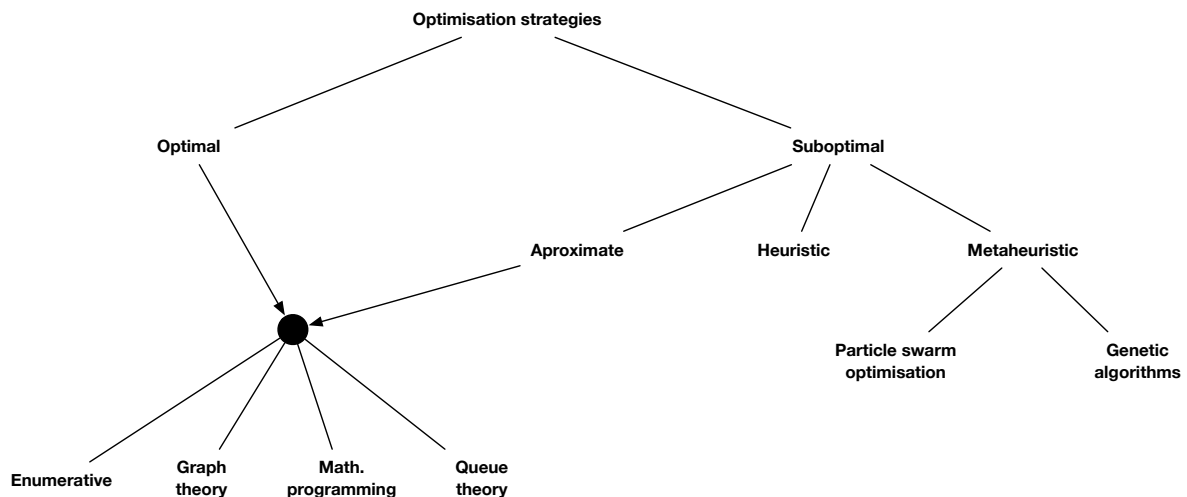 Optimisation strategies
Optimal
Suboptimal
Aproximate
Heuristic
Metaheuristic
Particle swarm
optimisation
Genetic
algorithms
Enumerative
Graph
theory
Math.
programming
Queue
theory